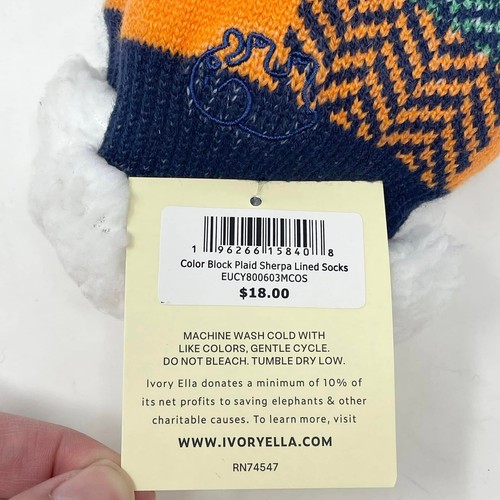 1 96266 15840 8
Color Block Plaid Sherpa Lined Socks
EUCY800603MCOS
$18.00
MACHINE WASH COLD WITH
LIKE COLORS, GENTLE CYCLE.
DO NOT BLEACH. TUMBLE DRY LOW.
Ivory Ella donates a minimum of 10% of
its net profits to saving elephants & other
charitable causes. To learn more, visit
WWW.IVORYELLA.COM
RN74547